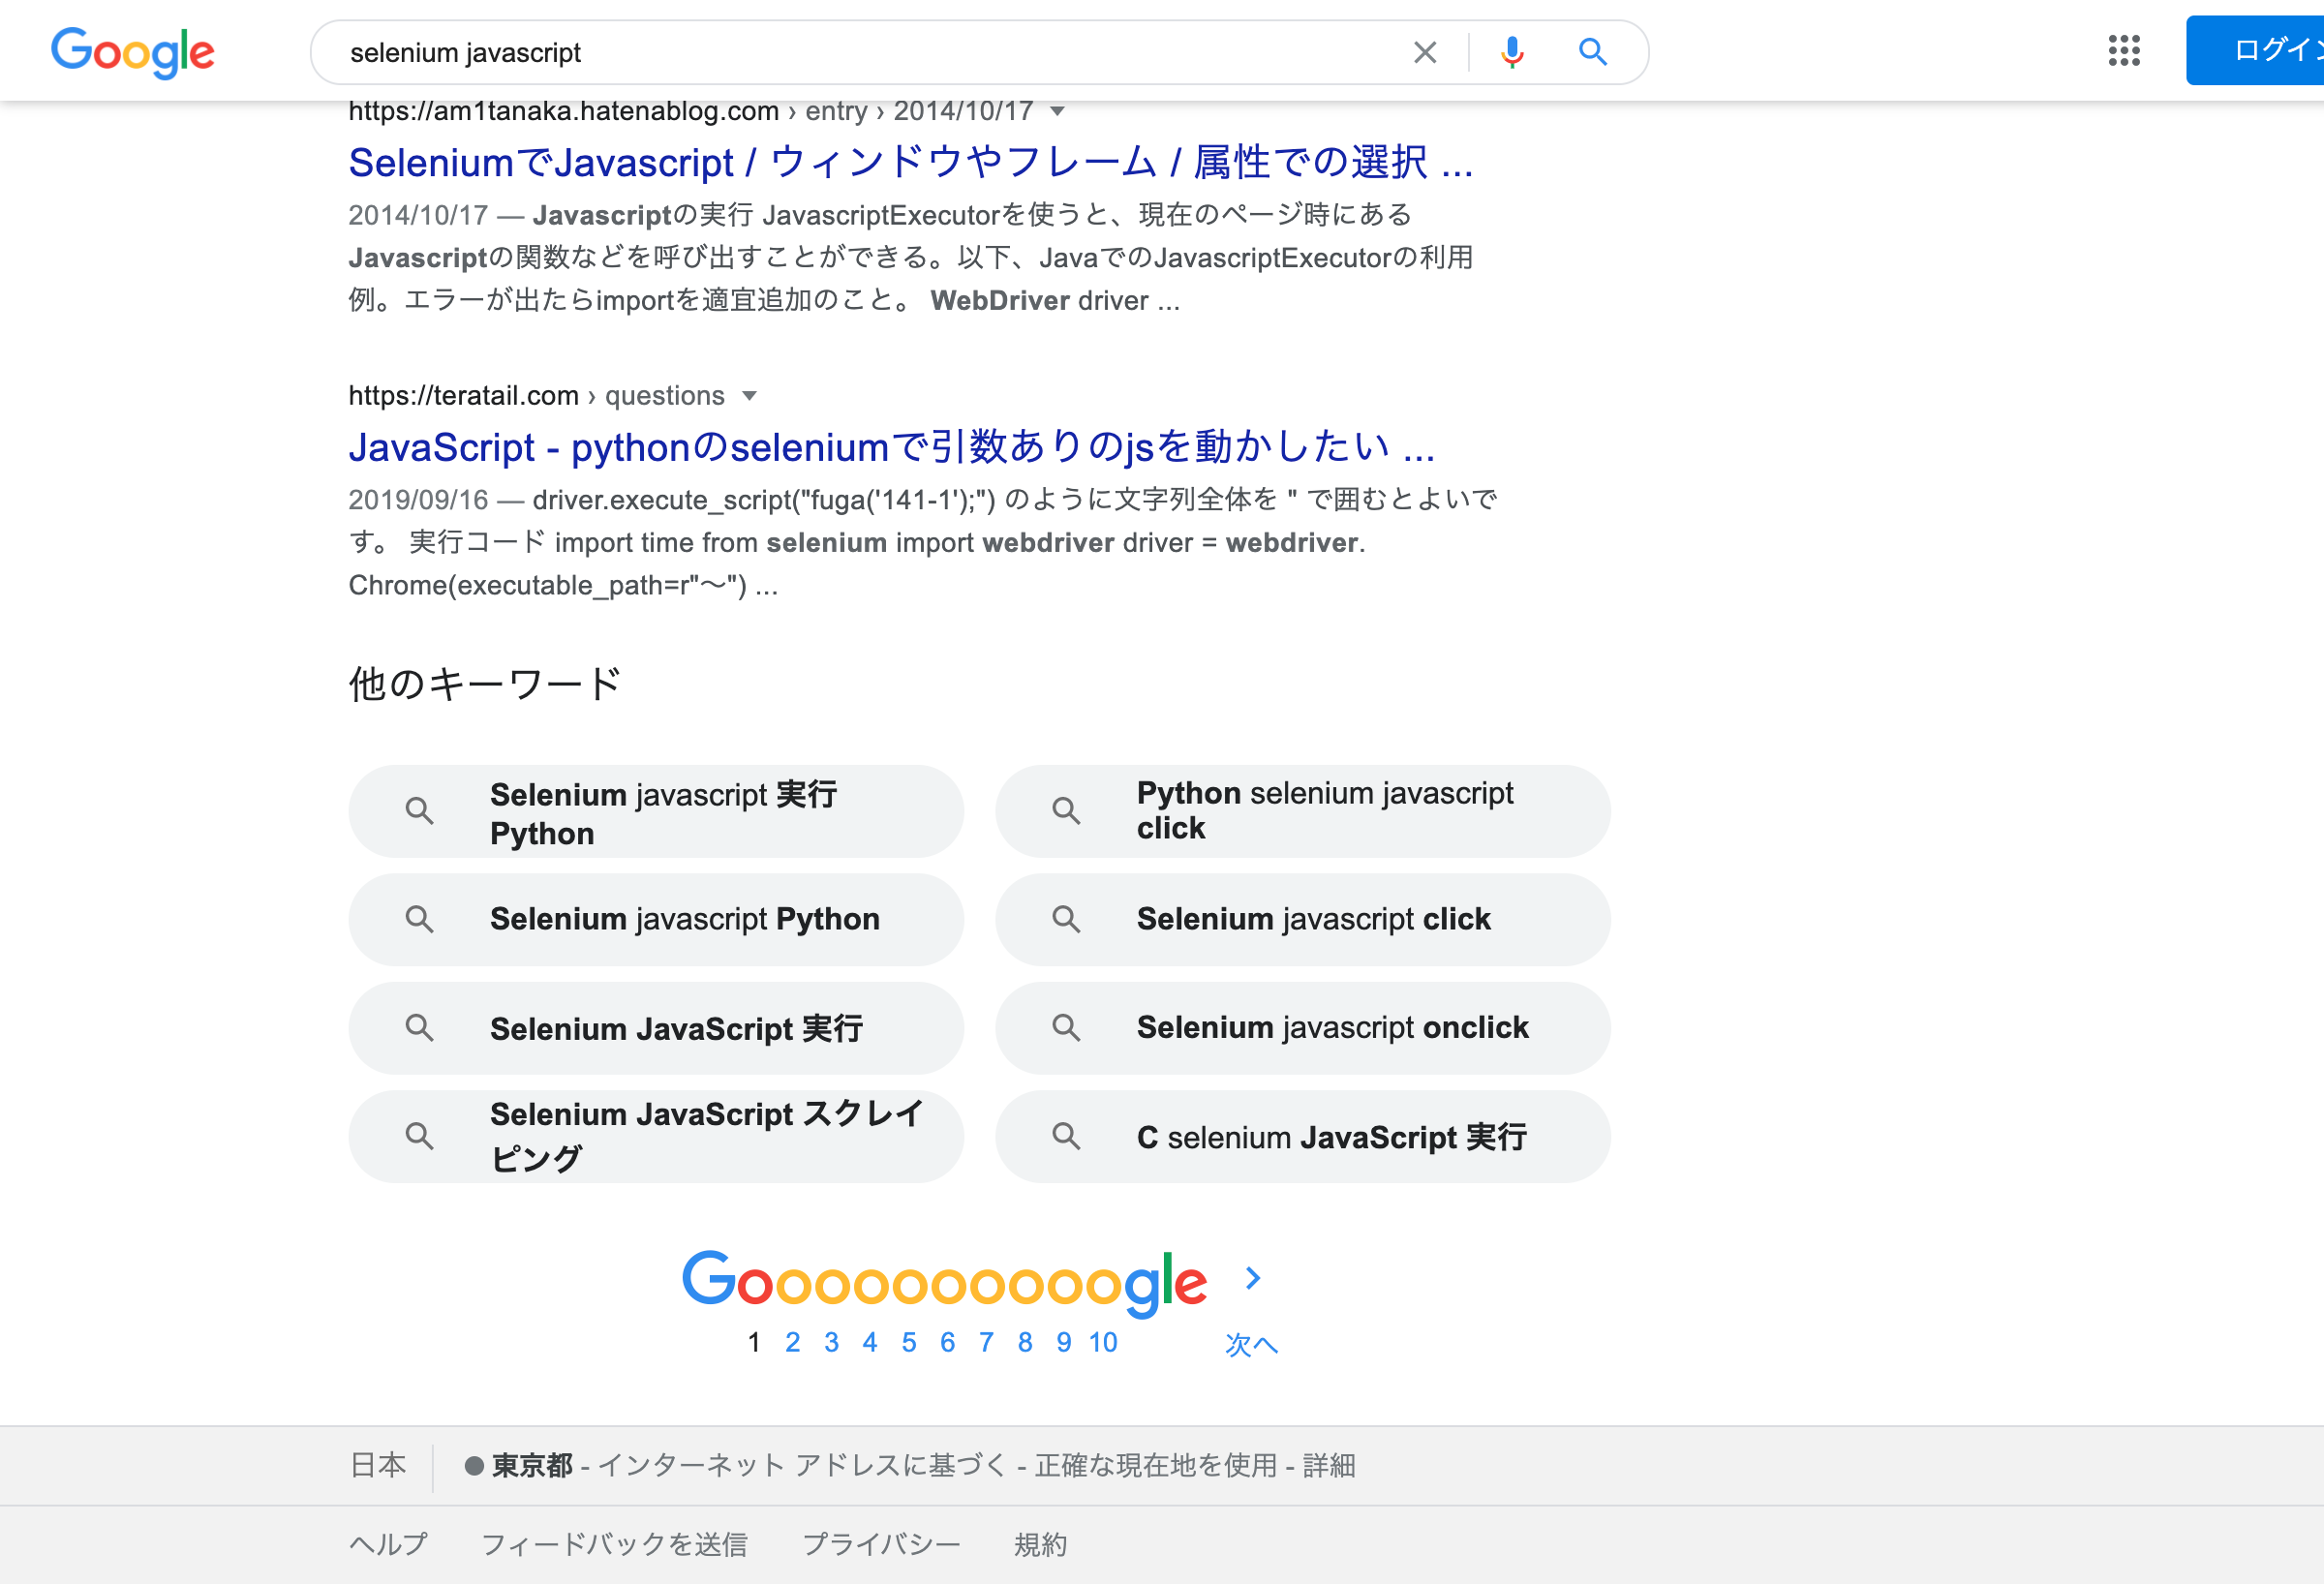 Google
selenium javascript
ログイン
https://am1tanaka.hatenablog.com › entry › 2014/10/17
SeleniumでJavascript / ウィンドウやフレーム / 属性での選択 ...
2014/10/17 — Javascriptの実行 JavascriptExecutorを使うと、現在のページ時にある
Javascriptの関数などを呼び出すことができる。以下、JavaでのJavascriptExecutorの利用
例。エラーが出たらimportを適宜追加のこと。 WebDriver driver ...
https://teratail.com › questions
JavaScript - pythonのseleniumで引数ありのjsを動かしたい ...
2019/09/16 — driver.execute_script("fuga('141-1');") のように文字列全体を " で囲むとよいで
す。 実行コード import time from selenium import webdriver driver = webdriver.
Chrome(executable_path=r"～") ...
他のキーワード
Selenium javascript 実行
Python
Python selenium javascript
click
Selenium javascript Python
Selenium javascript click
Selenium JavaScript 実行
Selenium javascript onclick
Selenium JavaScript スクレイ
ピング
C selenium JavaScript 実行
Goooooooooogle
1 2 3 4 5 6 7 8 9 10 次へ
日本
東京都 - インターネット アドレスに基づく - 正確な現在地を使用 - 詳細
ヘルプ フィードバックを送信 プライバシー 規約